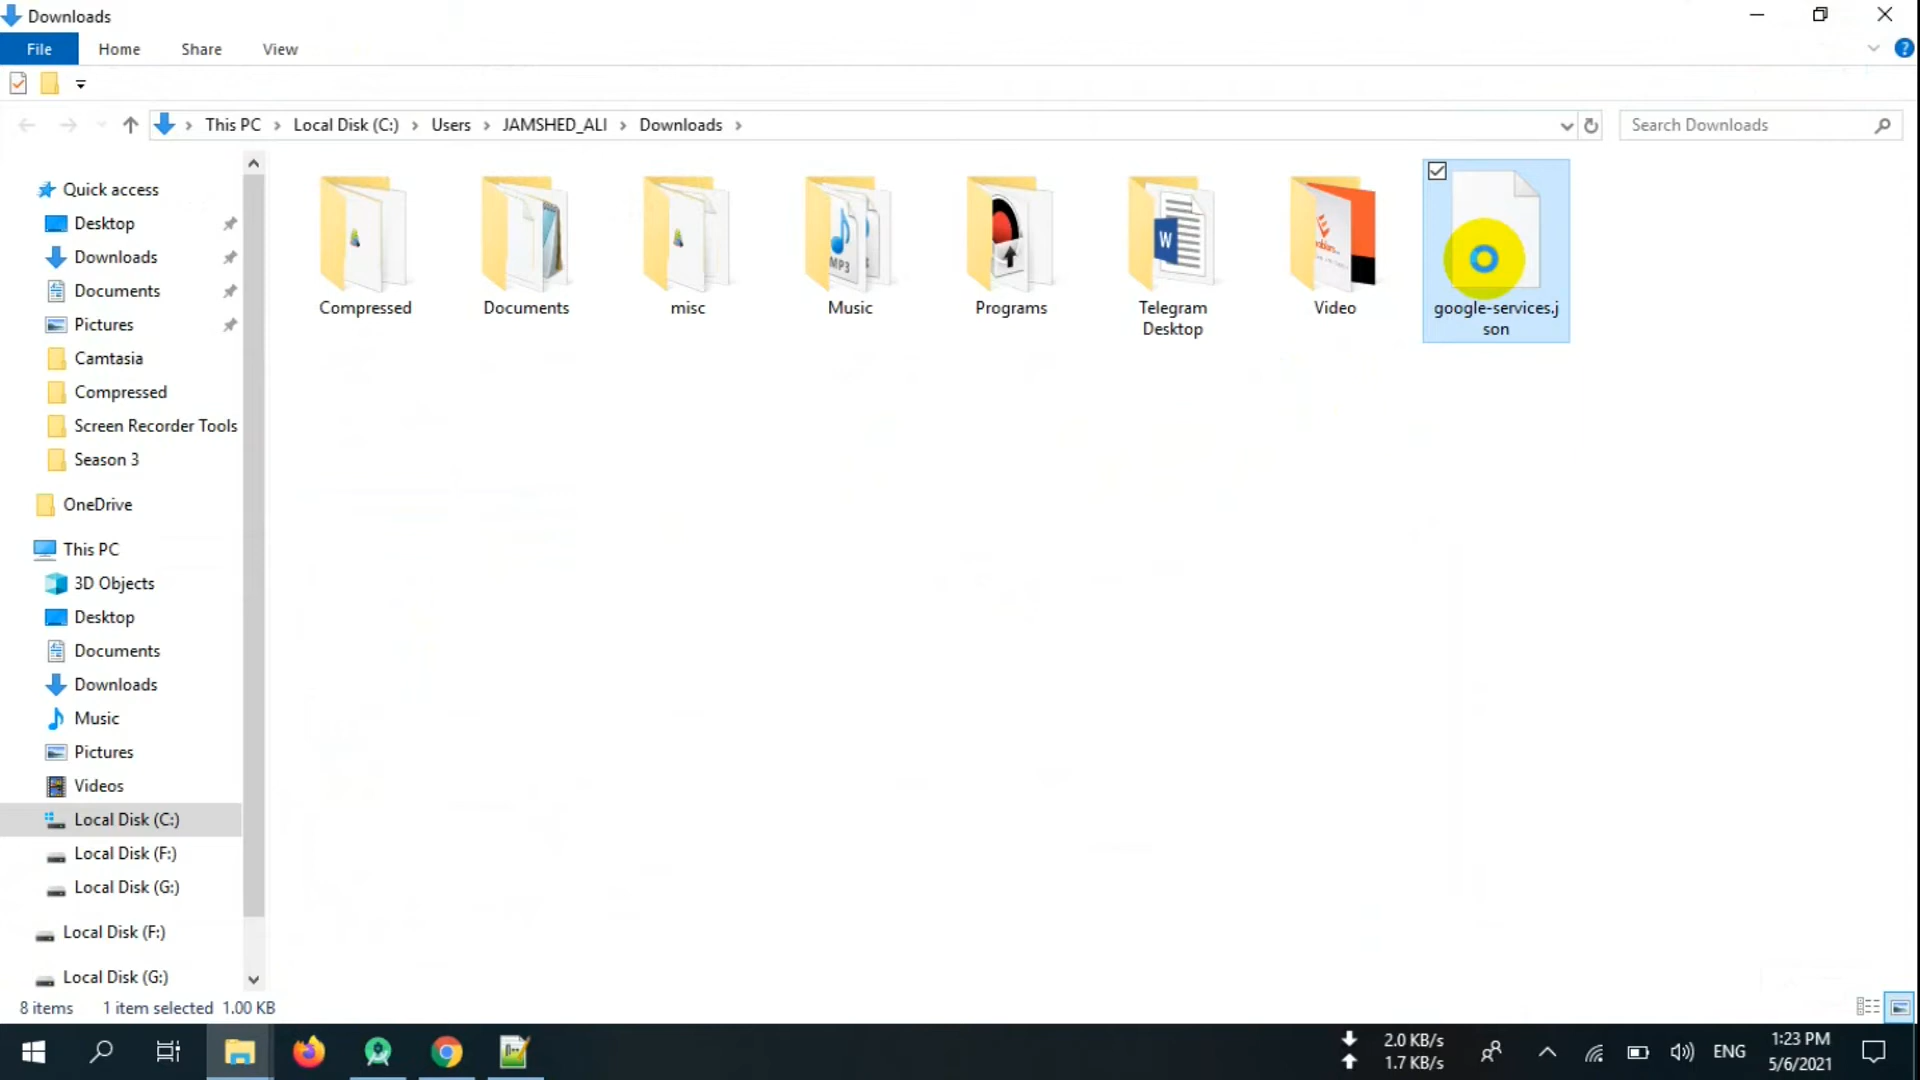 Downloads
File Home Share View
This PC Local Disk (C:) Users JAMSHED_ALI Downloads
Search Downloads
Quick access
Desktop
Downloads
Documents
Pictures
Camtasia
Compressed
Screen Recorder Tools
Season 3
OneDrive
This PC
3D Objects
Desktop
Documents
Downloads
Music
Pictures
Videos
Local Disk (C:)
Local Disk (F:)
Local Disk (G:)
Local Disk (F:)
Local Disk (G:)
Compressed
Documents
misc
MP3
Music
Programs
W
Telegram
Desktop
Video
google-services.j
son
8 items 1 item selected 1.00 KB
2.0 KB/s
1.7 KB/s
ENG
1:23 PM
5/6/2021